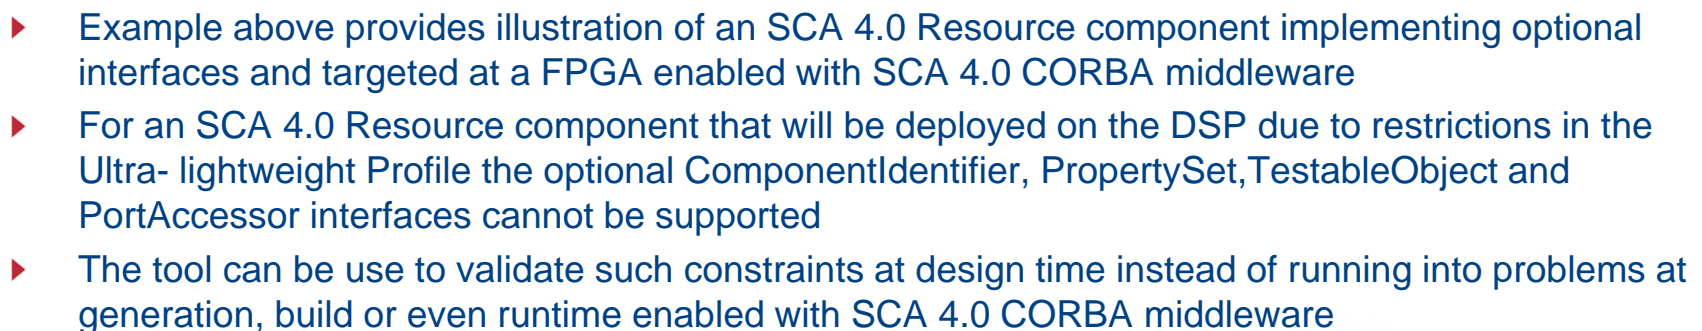 Example above provides illustration of an SCA 4.0 Resource component implementing optional
interfaces and targeted at a FPGA enabled with SCA 4.0 CORBA middleware
For an SCA 4.0 Resource component that will be deployed on the DSP due to restrictions in the
Ultra- lightweight Profile the optional ComponentIdentifier, PropertySet,TestableObject and
PortAccessor interfaces cannot be supported
The tool can be use to validate such constraints at design time instead of running into problems at
generation, build or even runtime enabled with SCA 4.0 CORBA middleware